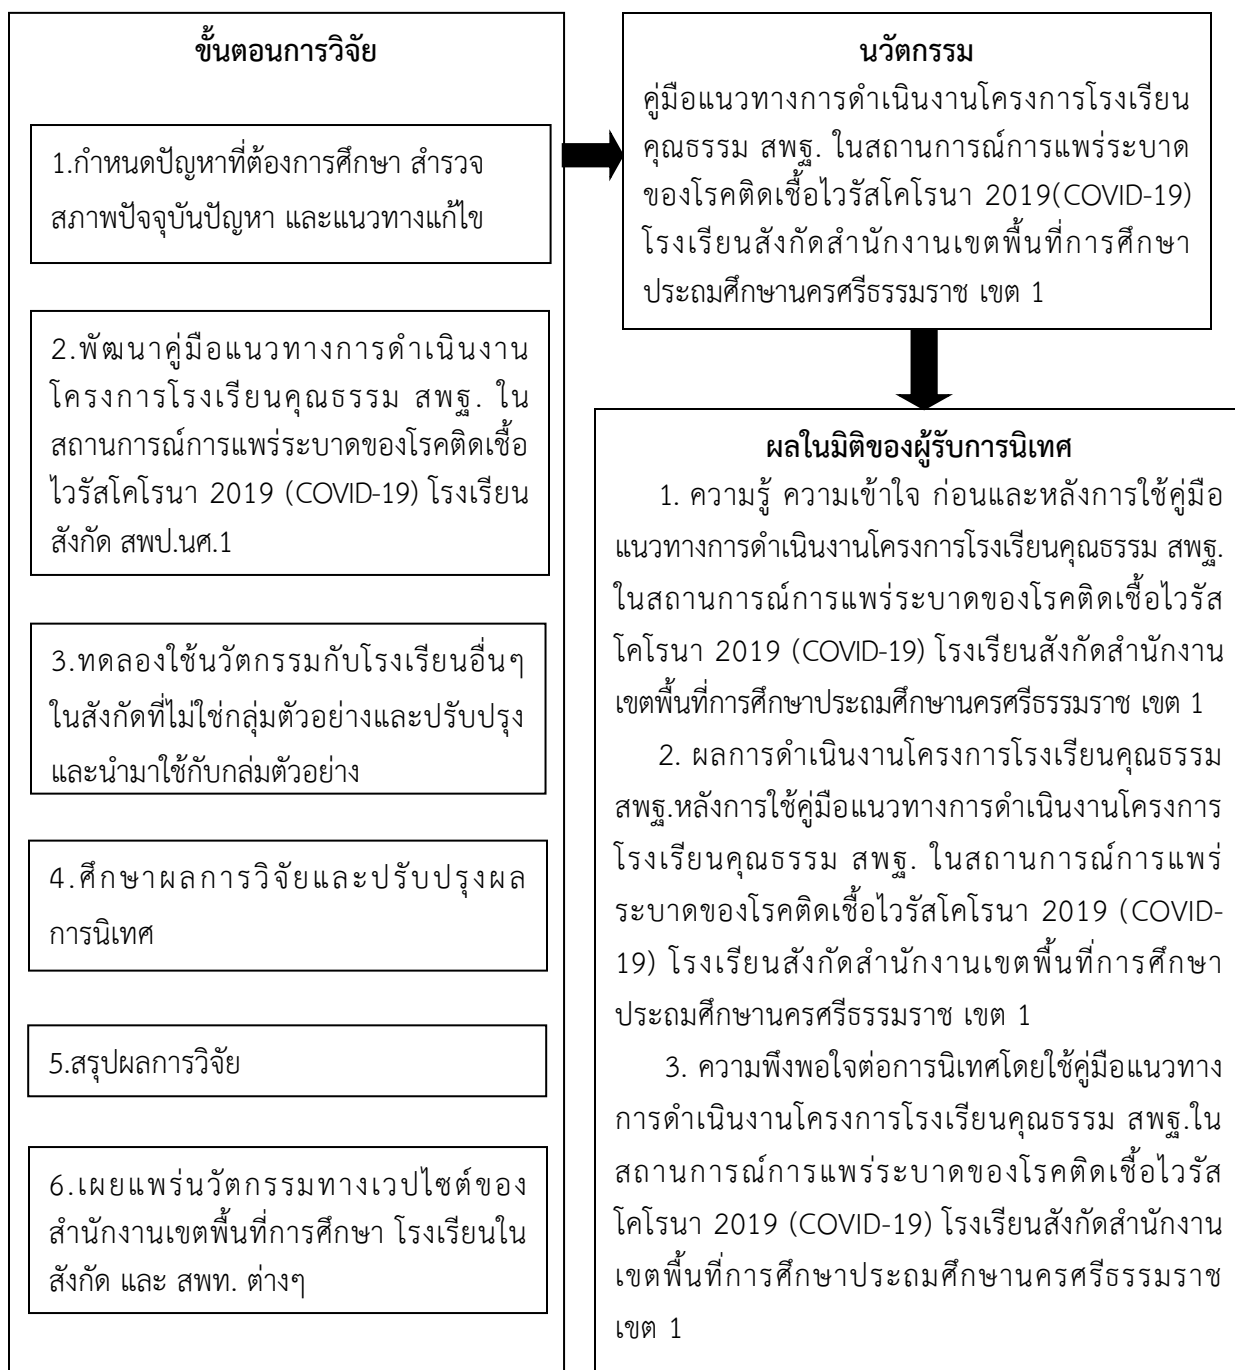 ขั้นตอนการวิจัย
1.กำหนดปัญหาที่ต้องการศึกษา สำรวจ
สภาพปัจจุบันปัญหา และแนวทางแก้ไข
2.พัฒนาคู่มือแนวทางการดำเนินงาน
โครงการโรงเรียนคุณธรรม สพฐ. ใน
สถานการณ์การแพร่ระบาดของโรคติดเชื้อ
ไวรัสโคโรนา 2019 (COVID-19) โรงเรียน
สังกัด สพป.นศ.1
3.ทดลองใช้นวัตกรรมกับโรงเรียนอื่นๆ
ในสังกัดที่ไม่ใช่กลุ่มตัวอย่างและปรับปรุง
และนำมาใช้กับกลุ่มตัวอย่าง
4.ศึกษาผลการวิจัยและปรับปรุงผล
การนิเทศ
5.สรุปผลการวิจัย
6.เผยแพร่นวัตกรรมทางเวปไซต์ของ
สำนักงานเขตพื้นที่การศึกษา โรงเรียนใน
สังกัด และ สพท. ต่างๆ
นวัตกรรม
คู่มือแนวทางการดำเนินงานโครงการโรงเรียน
คุณธรรม สพฐ. ในสถานการณ์การแพร่ระบาด
ของโรคติดเชื้อไวรัสโคโรนา 2019(COVID-19)
โรงเรียนสังกัดสำนักงานเขตพื้นที่การศึกษา
ประถมศึกษานครศรีธรรมราช เขต 1
ผลในมิติของผู้รับการนิเทศ
1. ความรู้ ความเข้าใจ ก่อนและหลังการใช้คู่มือ
แนวทางการดำเนินงานโครงการโรงเรียนคุณธรรม สพฐ.
ในสถานการณ์การแพร่ระบาดของโรคติดเชื้อไวรัส
โคโรนา 2019 (COVID-19) โรงเรียนสังกัดสำนักงาน
เขตพื้นที่การศึกษาประถมศึกษานครศรีธรรมราช เขต 1
2. ผลการดำเนินงานโครงการโรงเรียนคุณธรรม
สพฐ.หลังการใช้คู่มือแนวทางการดำเนินงานโครงการ
โรงเรียนคุณธรรม สพฐ. ในสถานการณ์การแพร่
ระบาดของโรคติดเชื้อไวรัสโคโรนา 2019 (COVID-
19) โรงเรียนสังกัดสำนักงานเขตพื้นที่การศึกษา
ประถมศึกษานครศรีธรรมราช เขต 1
3. ความพึงพอใจต่อการนิเทศโดยใช้คู่มือแนวทาง
การดำเนินงานโครงการโรงเรียนคุณธรรม สพฐ.ใน
สถานการณ์การแพร่ระบาดของโรคติดเชื้อไวรัส
โคโรนา 2019 (COVID-19) โรงเรียนสังกัดสำนักงาน
เขตพื้นที่การศึกษาประถมศึกษานครศรีธรรมราช
เขต 1